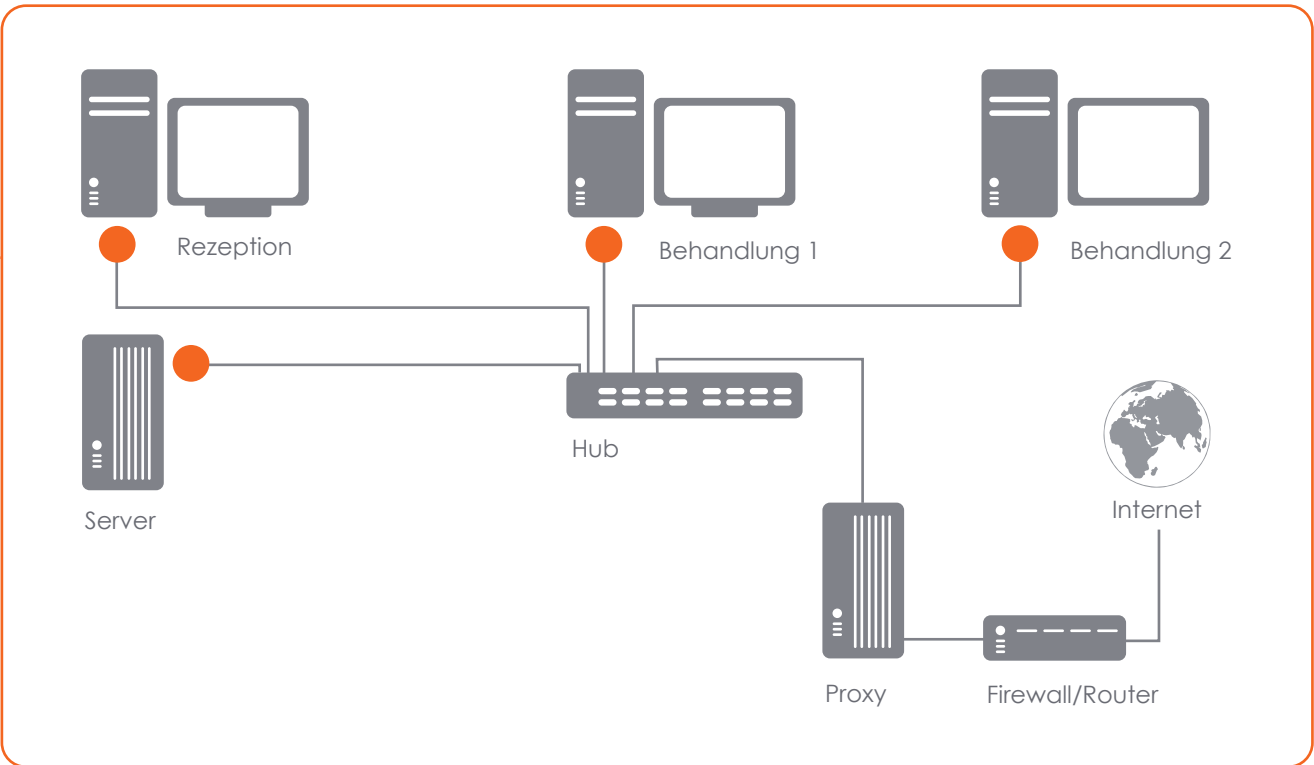 Rezeption
Behandlung 1
Behandlung 2
Hub
Server
Internet
Proxy
Firewall/Router